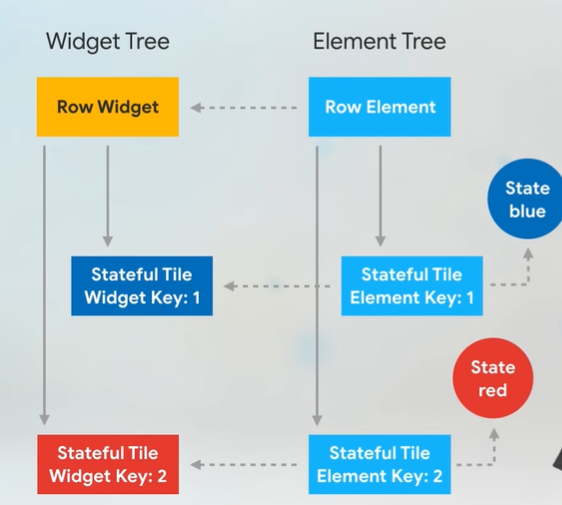 Widget Tree
Element Tree
Row Widget
Row Element
State
blue
Stateful Tile
Widget Key: 1
Stateful Tile
Element Key: 1
State
red
Stateful Tile
Widget Key: 2
Stateful Tile
Element Key: 2